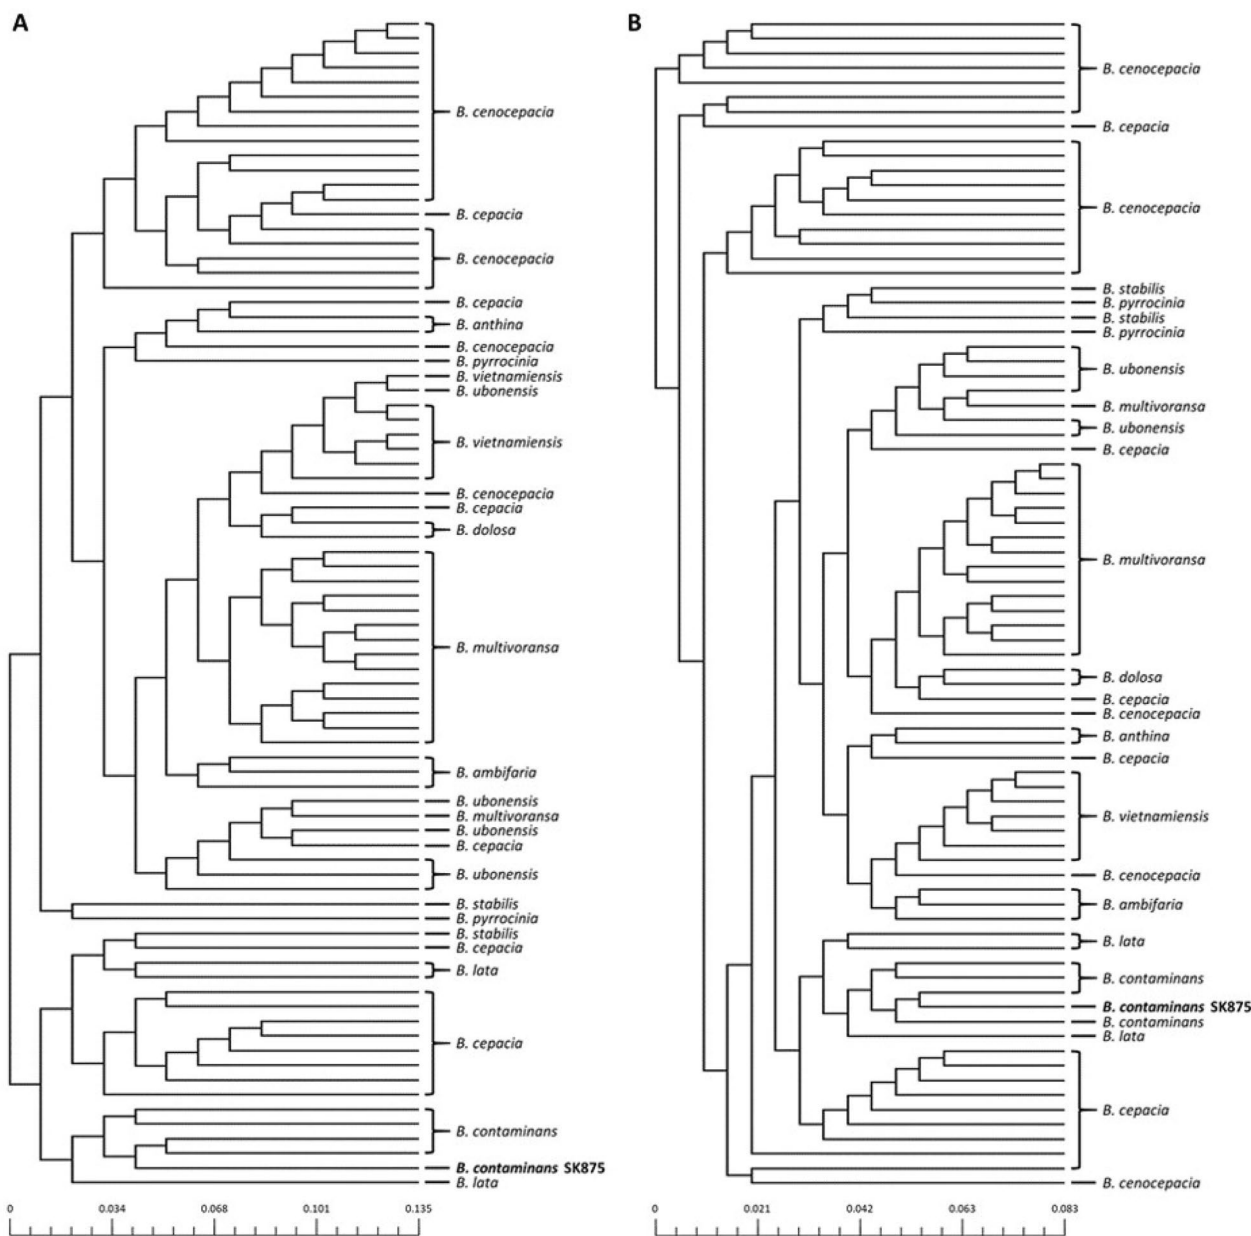 A
B. cenocepacia
B. cepacia
B. cenocepacia
B. cepacia
B. anthina
B. cenocepacia
B. pyrrocinia
B. vietnamiensis
B. ubonensis
B. vietnamiensis
B. cenocepacia
B. cepacia
B. dolosa
B. multivoransa
B. ambifaria
B. ubonensis
B. multivoransa
B. ubonensis
B. cepacia
B. ubonensis
B. stabilis
B. pyrrocinia
B. stabilis
B. cepacia
B. lata
B. cepacia
B. contaminans
B. contaminans SK875
B. lata
0 0.034 0.068 0.101 0.135
B
B. cenocepacia
B. cepacia
B. cenocepacia
B. stabilis
B. pyrrocinia
B. stabilis
B. pyrrocinia
B. ubonensis
B. multivoransa
B. ubonensis
B. cepacia
B. multivoransa
B. dolosa
B. cepacia
B. cenocepacia
B. anthina
B. cepacia
B. vietnamiensis
B. cenocepacia
B. ambifaria
B. lata
B. contaminans
B. contaminans SK875
B. contaminans
B. lata
B. cepacia
B. cenocepacia
0 0.021 0.042 0.063 0.083